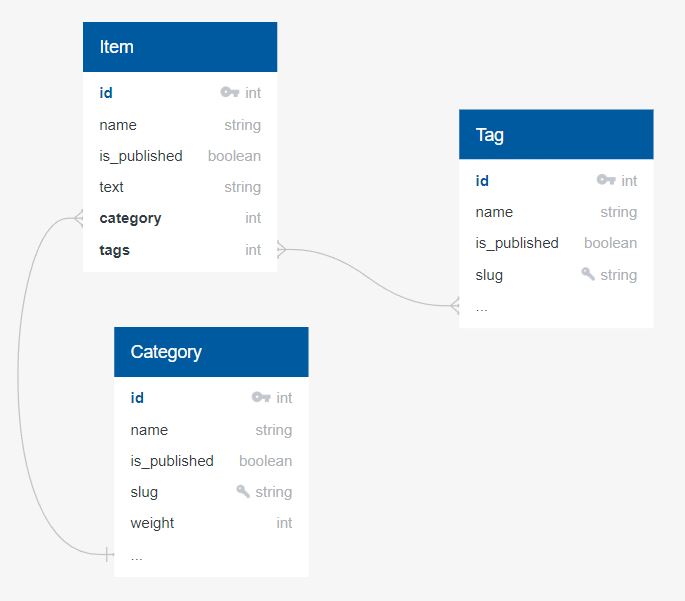 Item
id int
name string
is_published boolean
text string
category int
tags int
Tag
id int
name string
is_published boolean
slug string
...
Category
id int
name string
is_published boolean
slug string
weight int
...